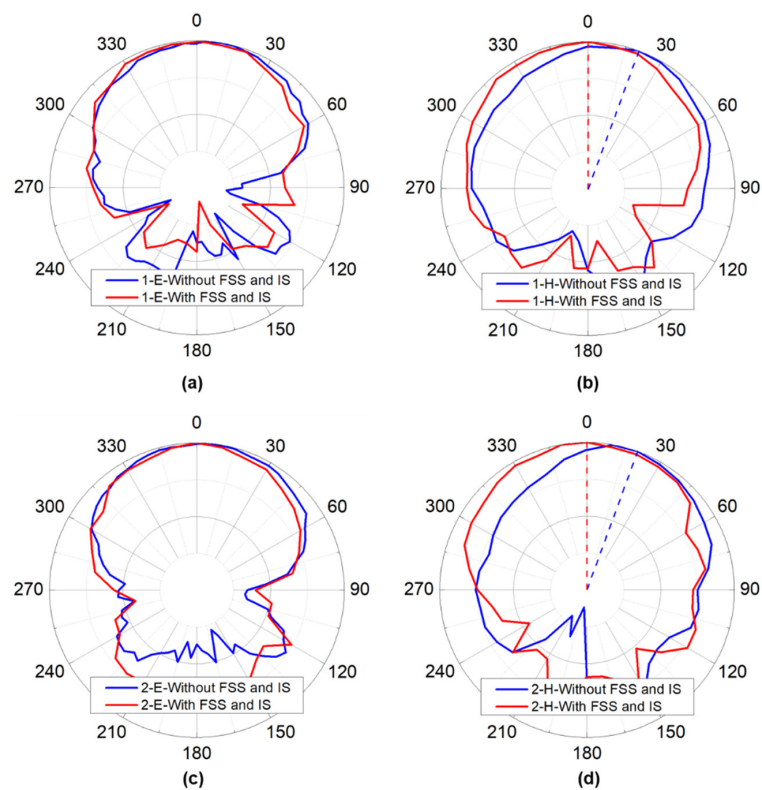 0
330 30
300 60
270 90
240 120
1-E-Without FSS and IS
1-E-With FSS and IS
210 150
180
(a)
0
330 30
300 60
270 90
240 120
1-H-Without FSS and IS
1-H-With FSS and IS
210 150
180
(b)
0
330 30
300 60
270 90
240 120
2-E-Without FSS and IS
2-E-With FSS and IS
210 150
180
(c)
0
330 30
300 60
270 90
240 120
2-H-Without FSS and IS
2-H-With FSS and IS
210 150
180
(d)